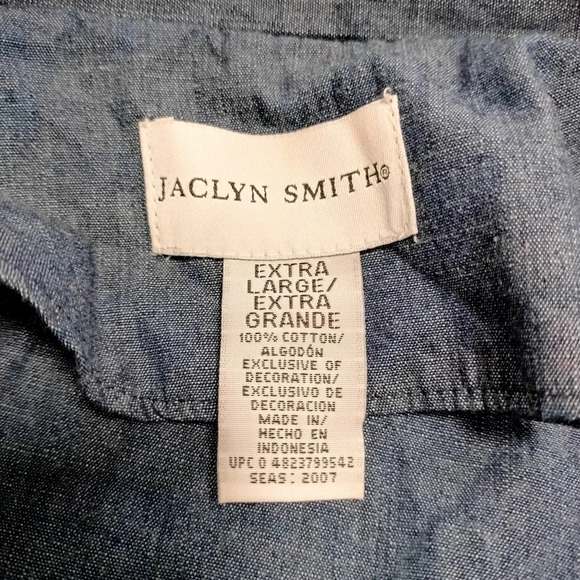 JACLYN SMITH®
EXTRA
LARGE/
EXTRA
GRANDE
100% COTTON/
ALGODÓN
EXCLUSIVE OF
DECORATION/
EXCLUSIVO DE
DECORACION
MADE IN/
HECHO EN
INDONESIA
UPC 0 4823799542
SEAS: 2007